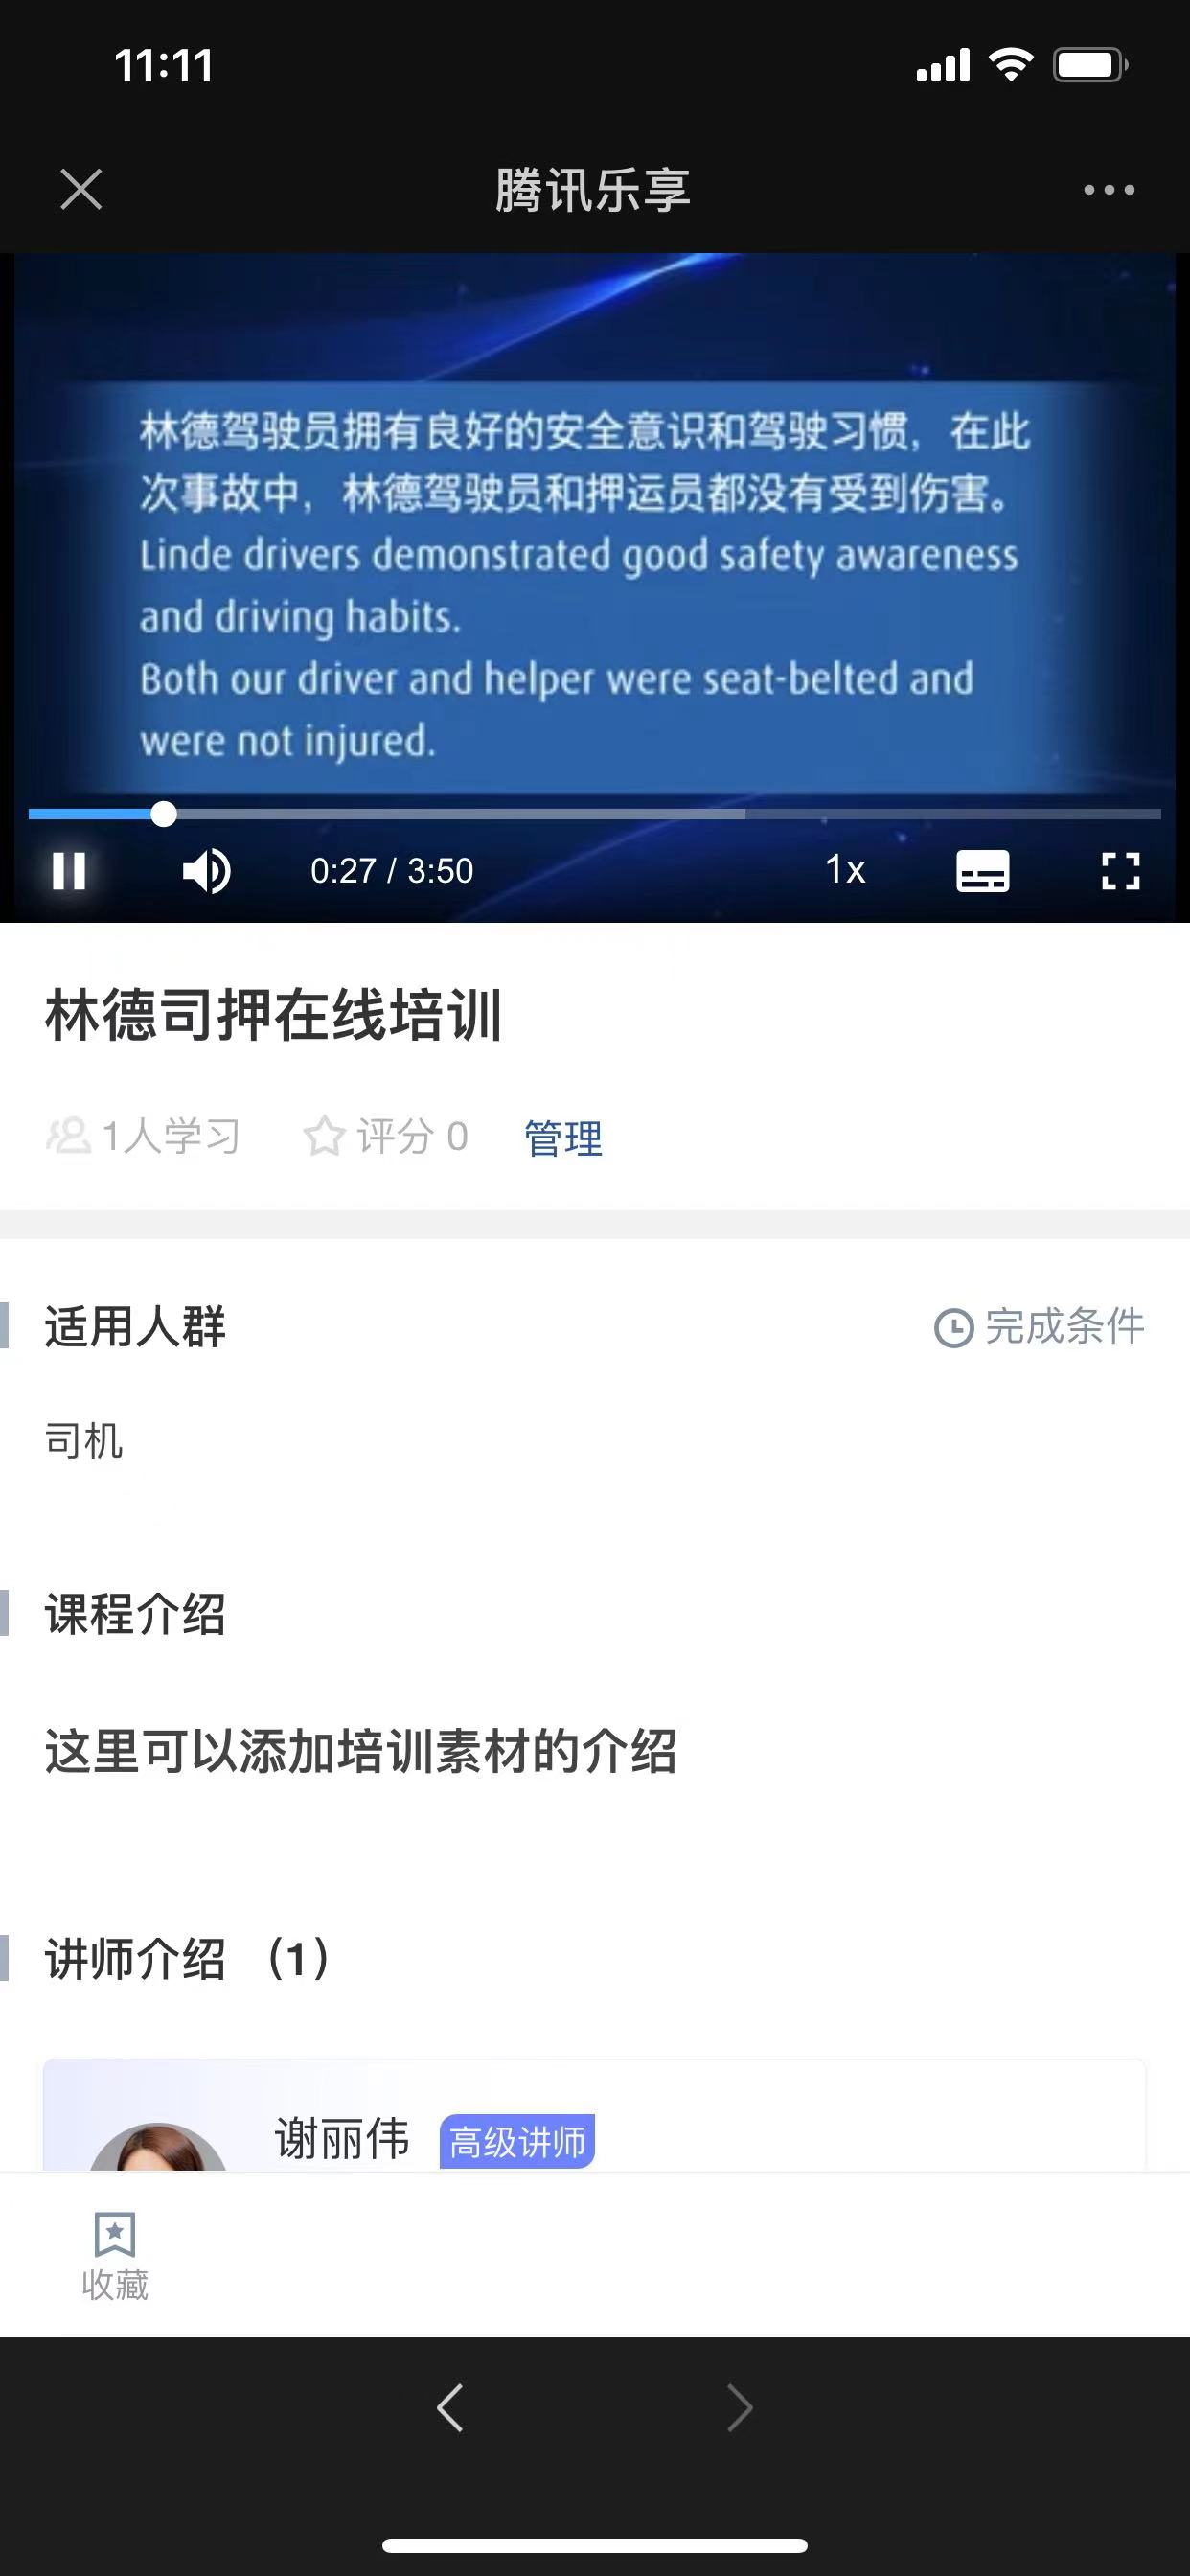 11:11
腾讯乐享
林德驾驶员拥有良好的安全意识和驾驶习惯，在此
次事故中，林德驾驶员和押运员都没有受到伤害。
Linde drivers demonstrated good safety awareness
and driving habits.
Both our driver and helper were seat-belted and
were not injured.
0:27 / 3:50
1x
林德司押在线培训
1人学习 评分 0 管理
适用人群 完成条件
司机
课程介绍
这里可以添加培训素材的介绍
讲师介绍 （1）
谢丽伟 高级讲师
收藏